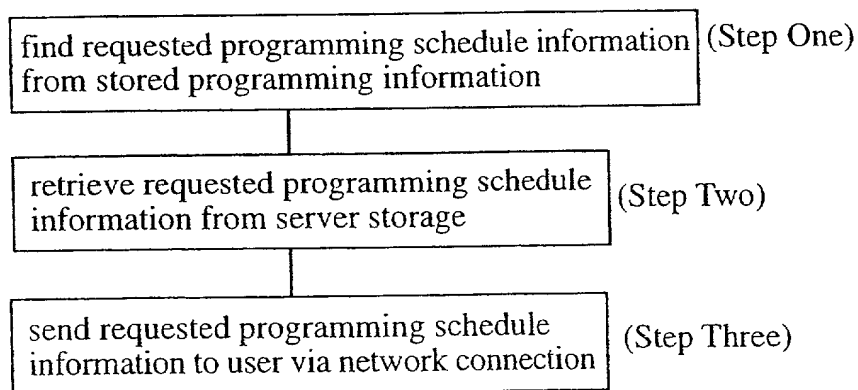 find requested programming schedule information (Step One)
from stored programming information
retrieve requested programming schedule
information from server storage
(Step Two)
send requested programming schedule
information to user via network connection
(Step Three)